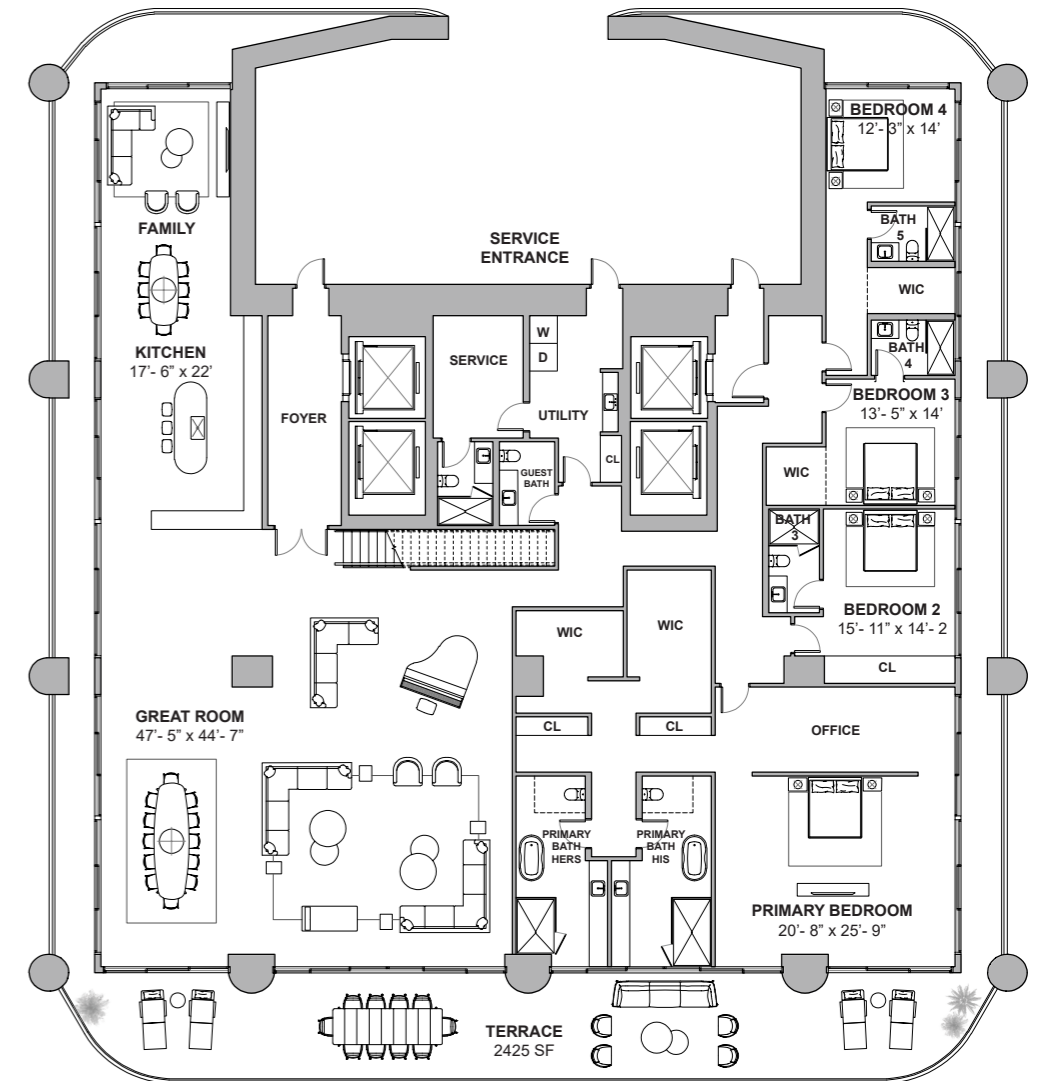 BEDROOM 4
12'- 3" x 14'
BATH
5
FAMILY
SERVICE
ENTRANCE
WIC
KITCHEN
17'- 6" x 22'
W
D
SERVICE
BATH
4
FOYER
UTILITY
BEDROOM 3
13'- 5" x 14'
CL
GUEST
BATH
WIC
BATH
3
BEDROOM 2
15'- 11" x 14'- 2
WIC
WIC
CL
GREAT ROOM
47'- 5" x 44'- 7"
CL
CL
OFFICE
PRIMARY
BATH
HERS
PRIMARY
BATH
HIS
PRIMARY BEDROOM
20'- 8" x 25'- 9"
TERRACE
2425 SF